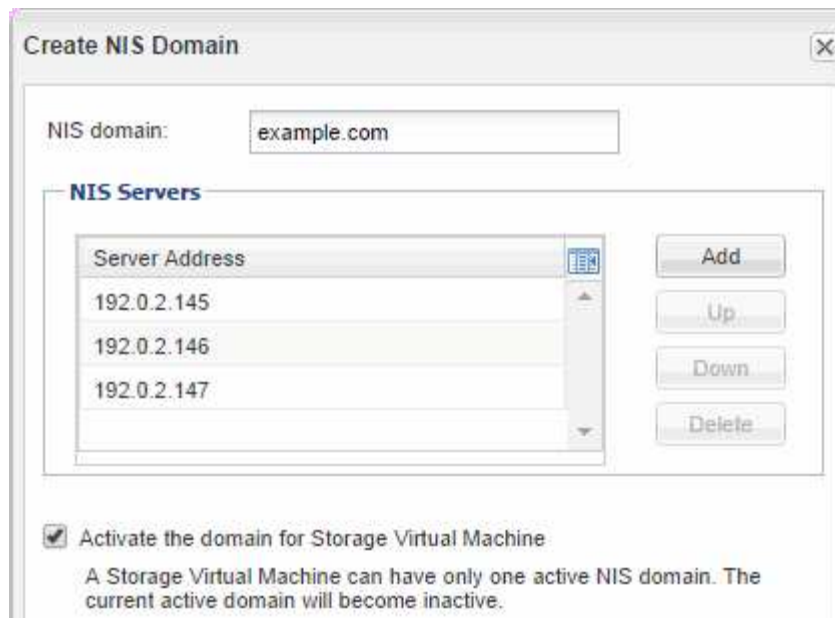 Create NIS Domain
NIS domain:
example.com
NIS Servers
Server Address
Add
192.0.2.145
Up
192.0.2.146
Down
192.0.2.147
Delete
Activate the domain for Storage Virtual Machine
A Storage Virtual Machine can have only one active NIS domain. The
current active domain will become inactive.